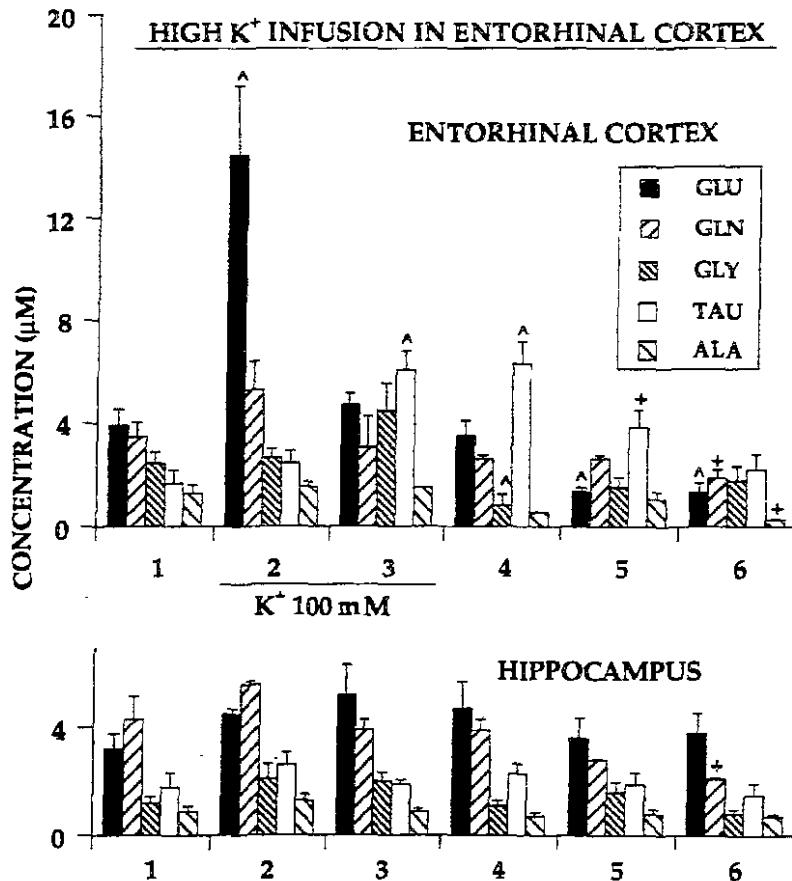 HIGH K⁺ INFUSION IN ENTORHINAL CORTEX
ENTORHINAL CORTEX
GLU
GLN
GLY
TAU
ALA
CONCENTRATION (μM)
20
16
12
8
4
0
^
^
^
^
^
+
^
+
+
1 2 3 4 5 6
K⁺ 100 mM
HIPPOCAMPUS
4
0
+
1 2 3 4 5 6